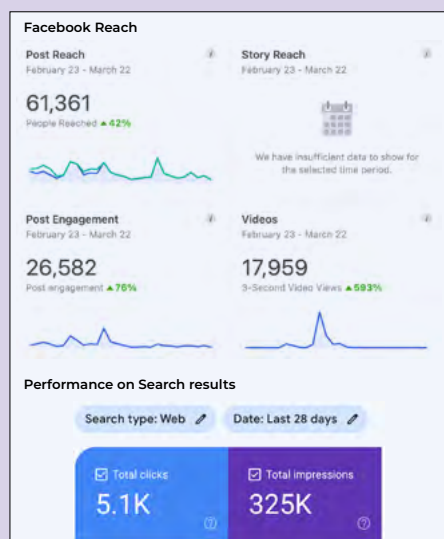 Facebook Reach
Post Reach
February 23 - March 22
61,361
People Reached ▲ 42%
Story Reach
February 23 - March 22
We have insufficient data to show for
the selected time period.
Post Engagement
February 23 - March 22
26,582
Post engagement ▲ 76%
Videos
February 23 - March 22
17,959
3-Second Video Views ▲ 593%
Performance on Search results
Search type: Web
Date: Last 28 days
Total clicks
5.1K
Total impressions
325K